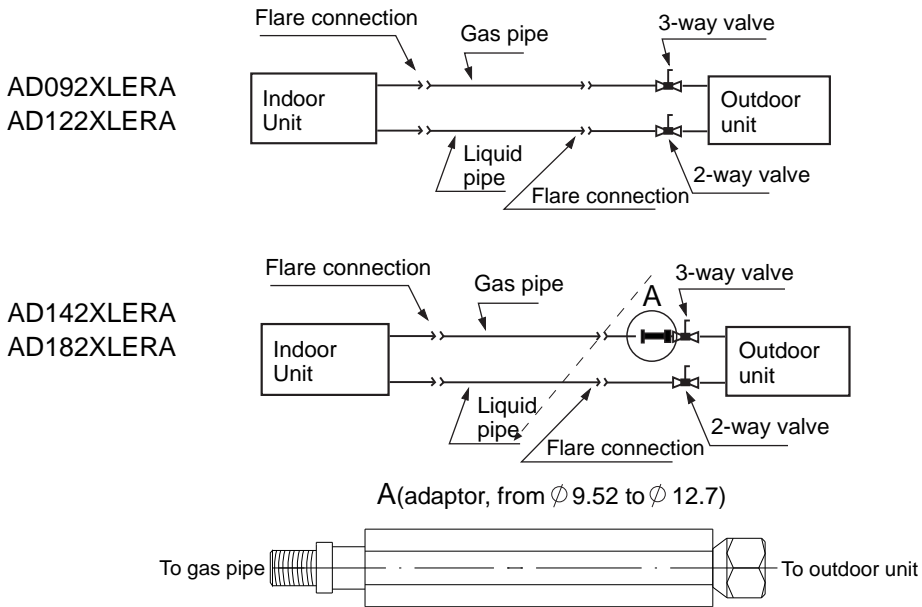 Flare connection
Gas pipe
3-way valve
AD092XLERA
AD122XLERA
Indoor
Unit
Outdoor
unit
Liquid
pipe
Flare connection
2-way valve
Flare connection
Gas pipe
A
3-way valve
AD142XLERA
AD182XLERA
Indoor
Unit
Outdoor
unit
Liquid
pipe
Flare connection
2-way valve
A(adaptor, from ∅ 9.52 to ∅ 12.7)
To gas pipe
To outdoor unit